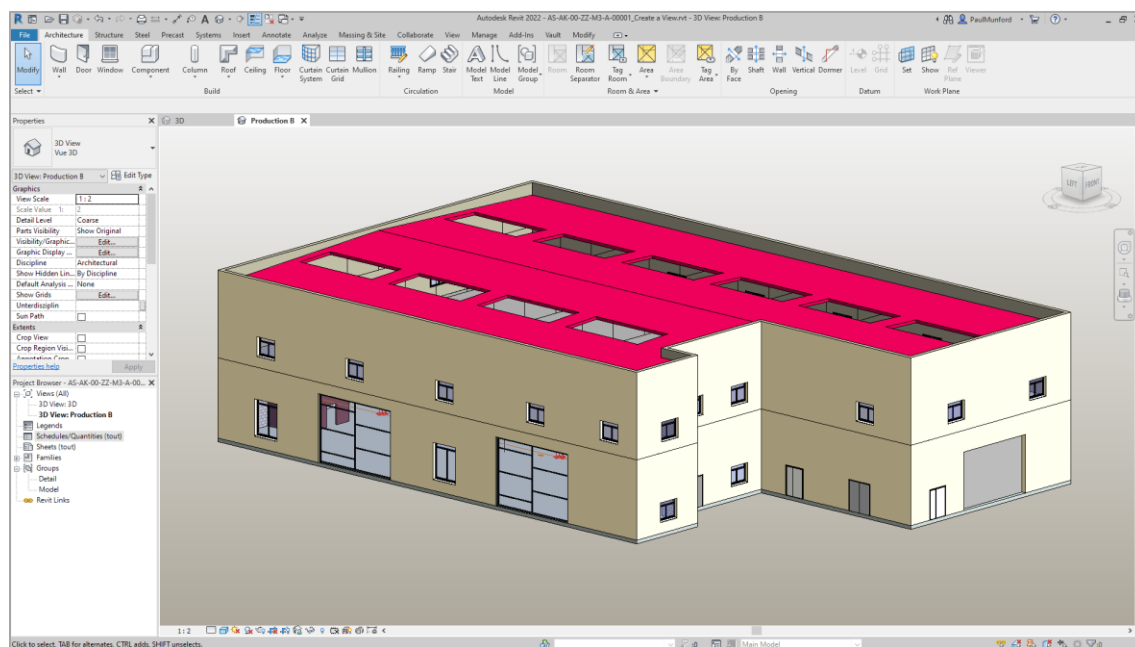 Autodesk Revit 2022 - AS-AK-00-ZZ-M3-A-00001_Create a View.rvt - 3D View: Production B
PaulMunford
File Architecture Structure Steel Precast Systems Insert Annotate Analyze Massing & Site Collaborate View Manage Add-Ins Vault Modify
Modify Wall Door Window Component Column Roof Ceiling Floor Curtain System Curtain Grid Mullion Railing Ramp Stair Model Text Model Line Model Group Room Room Separator Tag Room Area Area Boundary Tag Area By Face Shaft Wall Vertical Dormer Level Grid Set Show Ref Plane Viewer
Select Build Circulation Model Room & Area Opening Datum Work Plane
Properties
3D Production B
3D View
Vue 3D
3D View: Production B Edit Type
Graphics
View Scale 1 : 2
Scale Value 1: 2
Detail Level Coarse
Parts Visibility Show Original
Visibility/Graphic... Edit...
Graphic Display ... Edit...
Discipline Architectural
Show Hidden Lin... By Discipline
Default Analysis ... None
Show Grids Edit...
Unterdisziplin
Sun Path
Extents
Crop View
Crop Region Visi...
Annotation Crop
Properties help Apply
Project Browser - AS-AK-00-ZZ-M3-A-00...
Views (All)
3D View: 3D
3D View: Production B
Legends
Schedules/Quantities (tout)
Sheets (tout)
Families
Groups
Detail
Model
Revit Links
LEFT FRONT
1 : 2
Click to select, TAB for alternates, CTRL adds, SHIFT unselects.
:0
Main Model